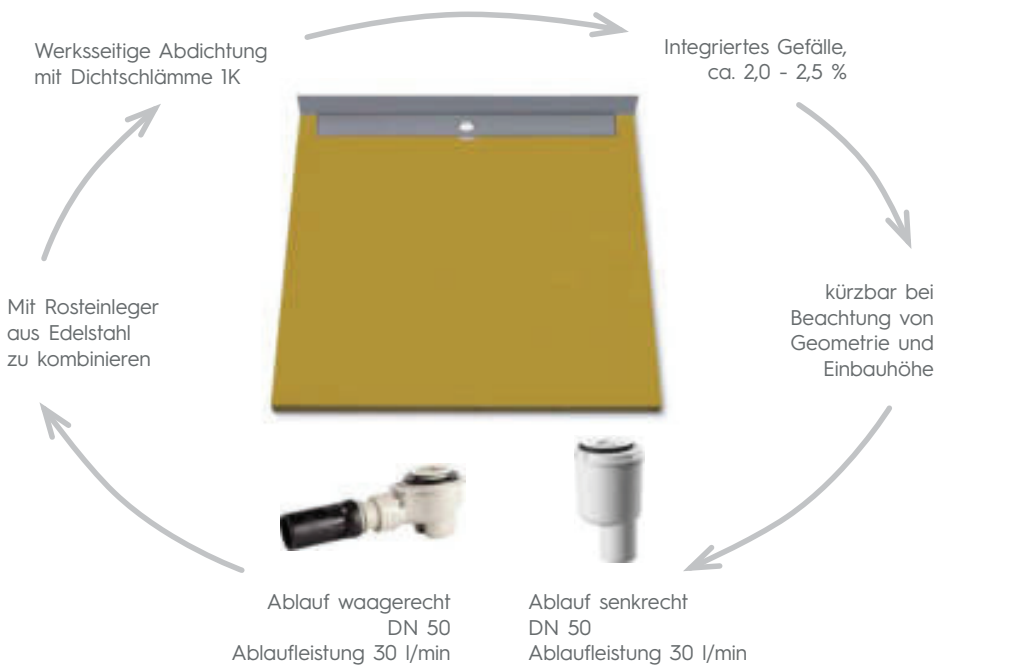 Werksseitige Abdichtung
mit Dichtschlämme 1K
Integriertes Gefälle,
ca. 2,0 - 2,5 %
kürzbar bei
Beachtung von
Geometrie und
Einbauhöhe
Mit Rosteinleger
aus Edelstahl
zu kombinieren
Ablauf waagerecht
DN 50
Ablaufleistung 30 l/min
Ablauf senkrecht
DN 50
Ablaufleistung 30 l/min